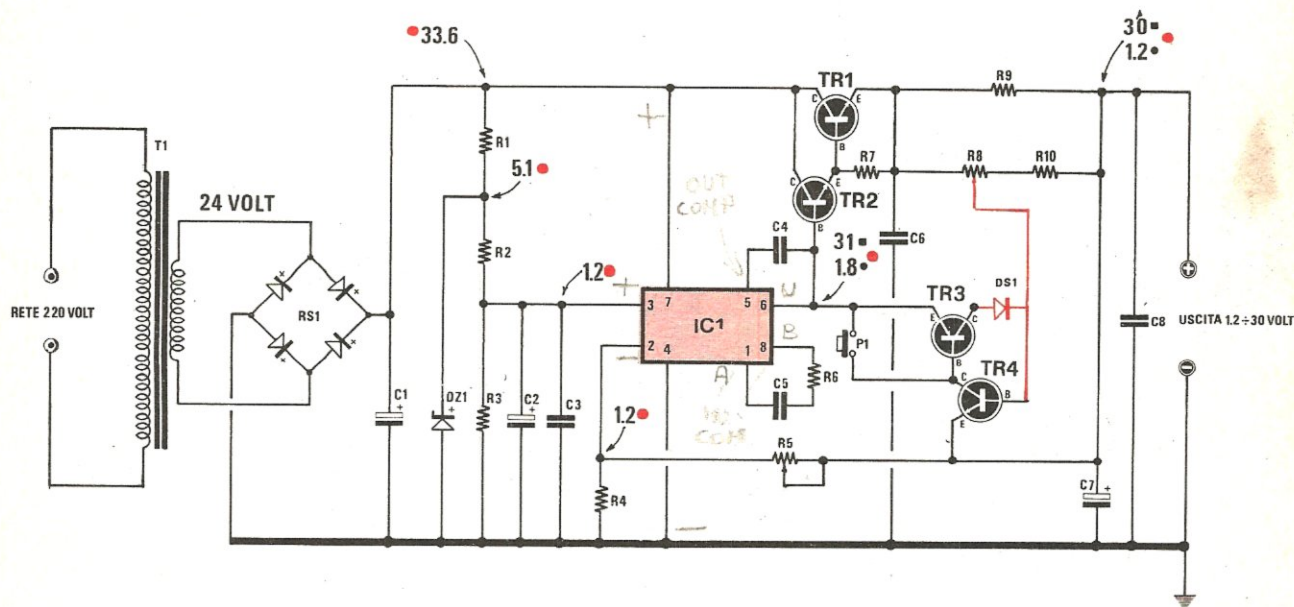 33.6
30
1.2
TR1
R9
T1
R1
5.1
R7
R8
R10
24 VOLT
OUT
COMP
TR2
C4
C6
R2
31
1.8
1.2
RETE 220 VOLT
RS1
3
7
5
6
U
TR3
DS1
IC1
P1
C8
USCITA 1.2÷30 VOLT
2
4
1
8
B
A
R6
TR4
C1
DZ1
R3
C2
C3
C5
1.2
COM
R5
R4
C7
C
E
B
C
E
B
E
C
B
C
B
E
+
−